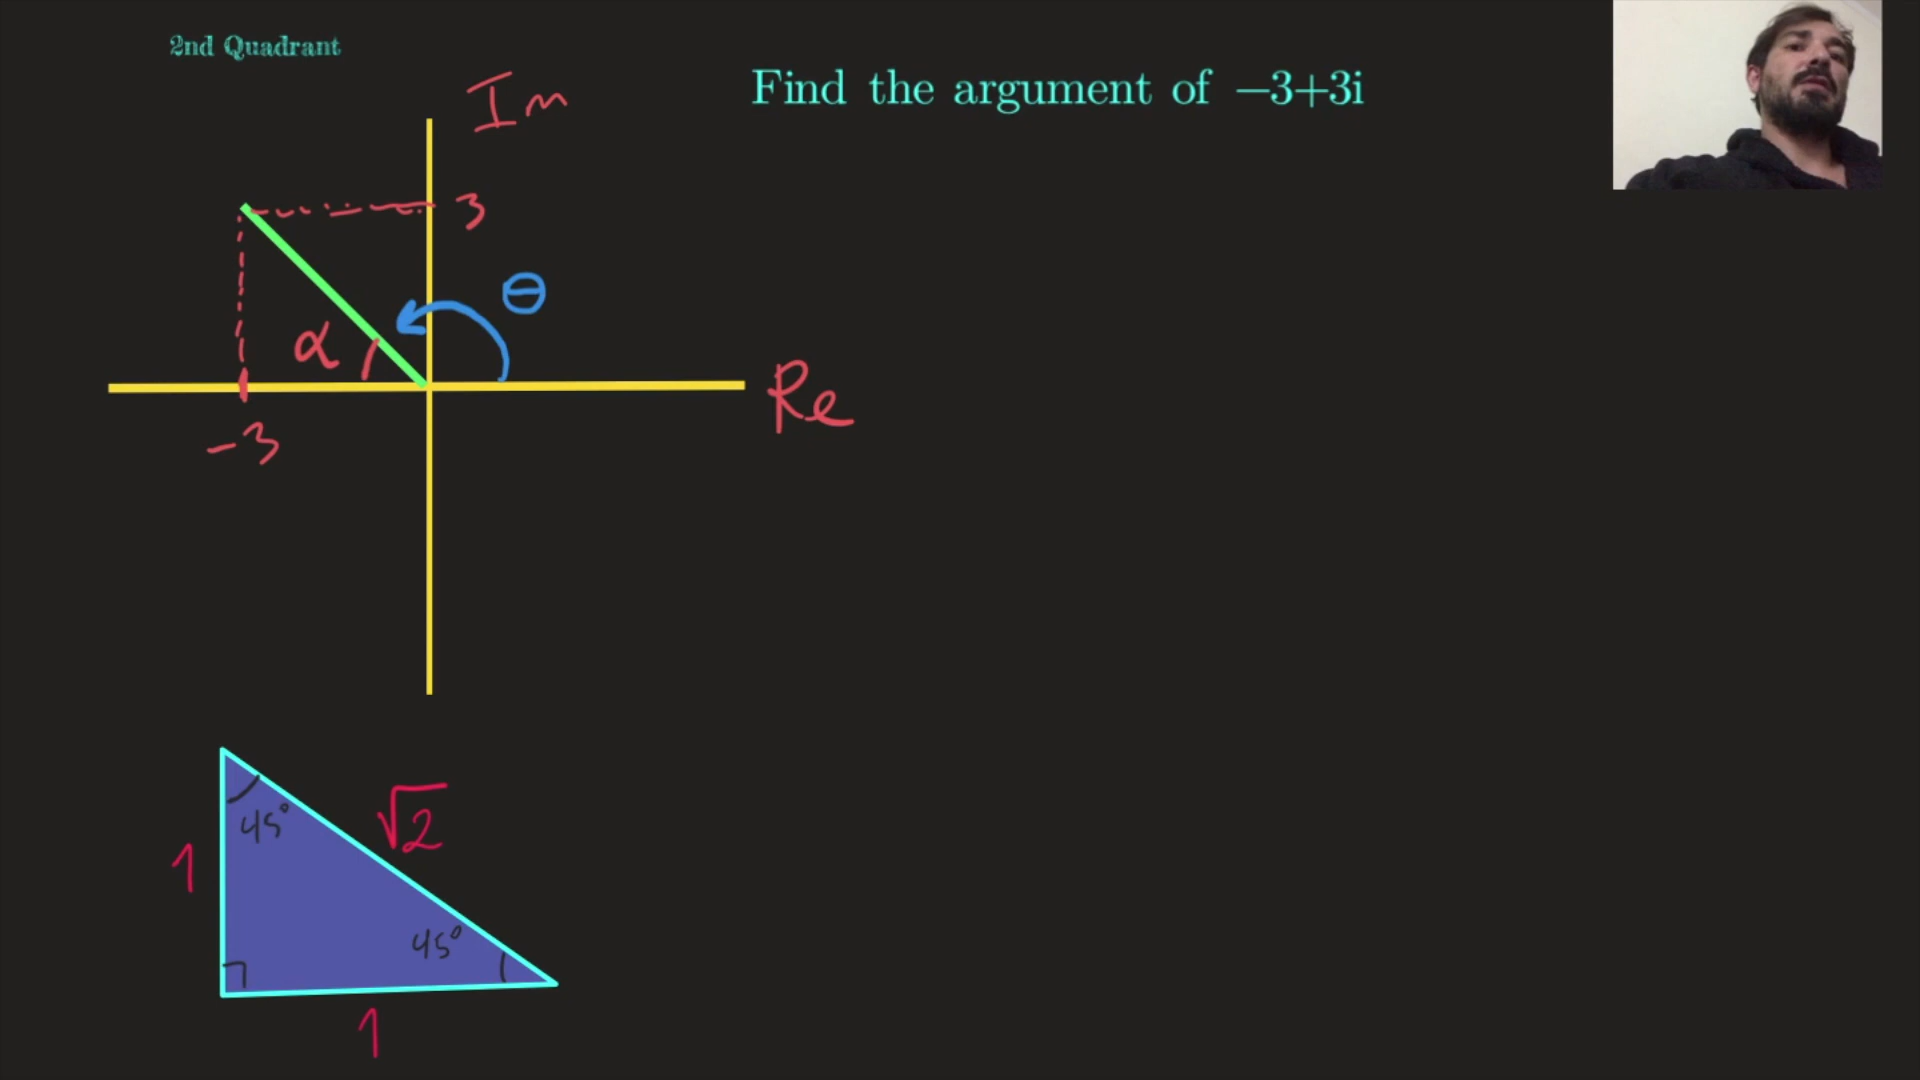 2nd Quadrant
Find the argument of −3+3i
Im
3
θ
α
Re
-3
45°
√2
1
45°
1